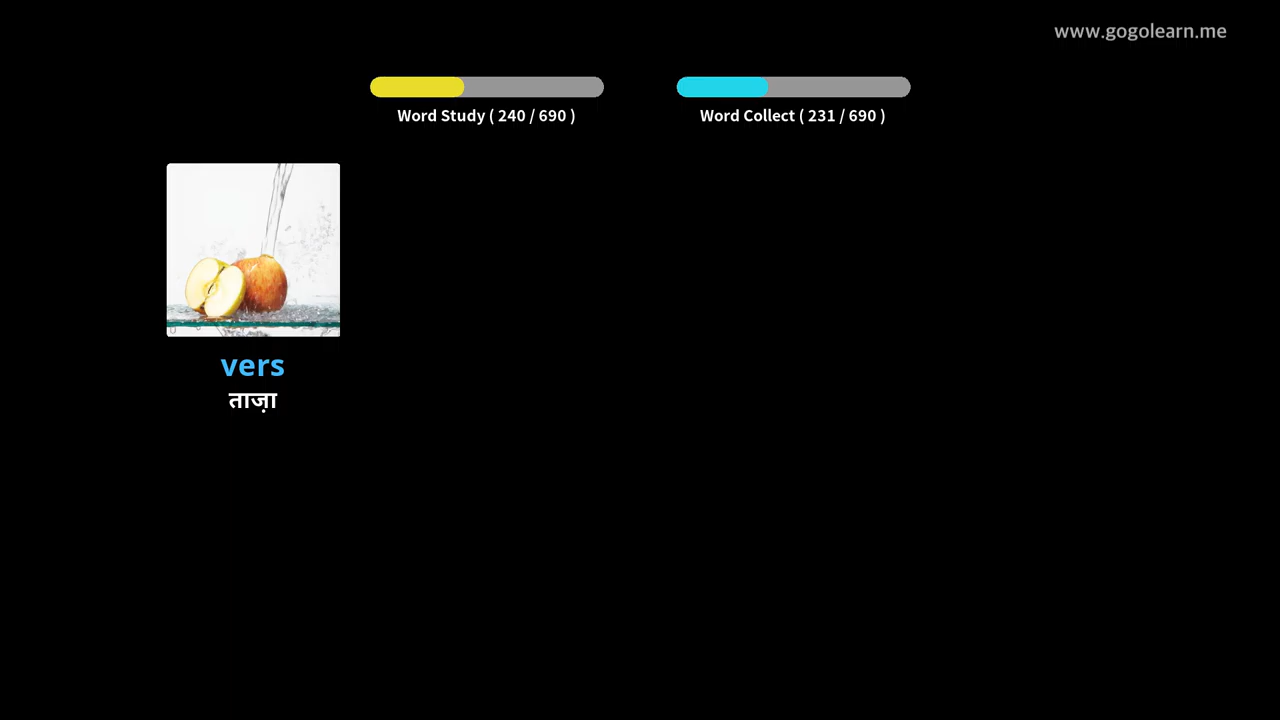 www.gogolearn.me
Word Study ( 240 / 690 )
Word Collect ( 231 / 690 )
vers
ताज़ा